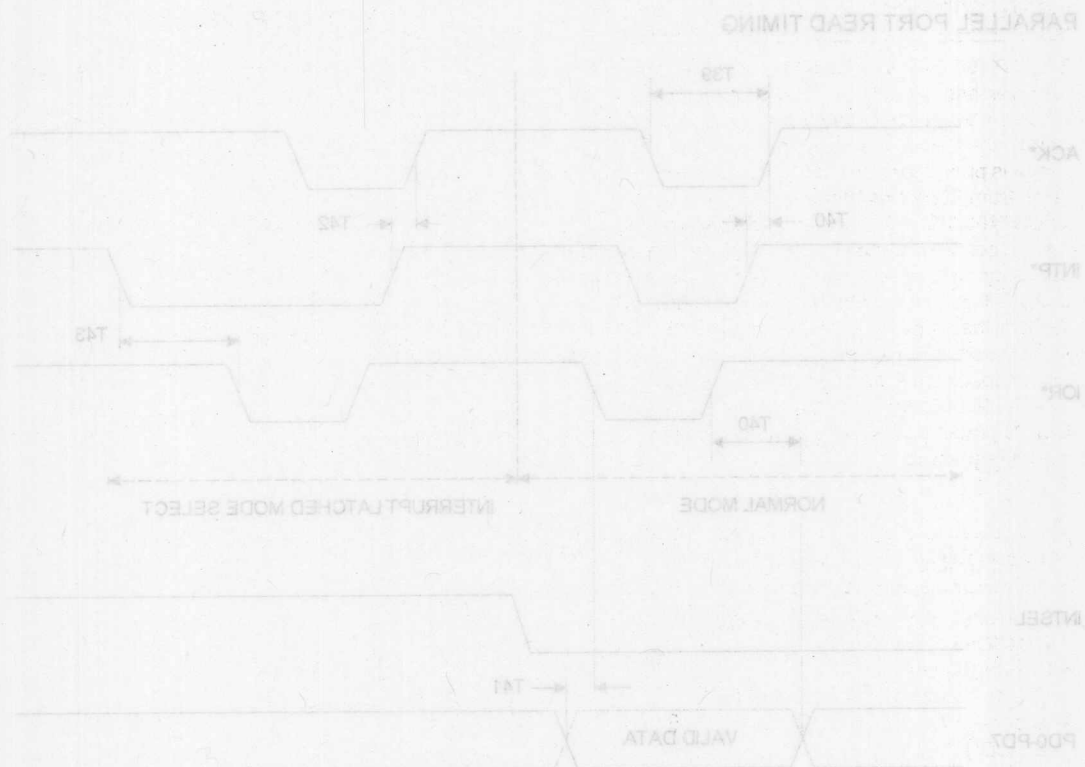 PARALLEL PORT READ TIMING
T39
ACK*
T42
T40
INTP*
T43
IOR*
T40
INTERRUPT LATCHED MODE SELECT
NORMAL MODE
INTSEL
T41
PD0-PD7
VALID DATA